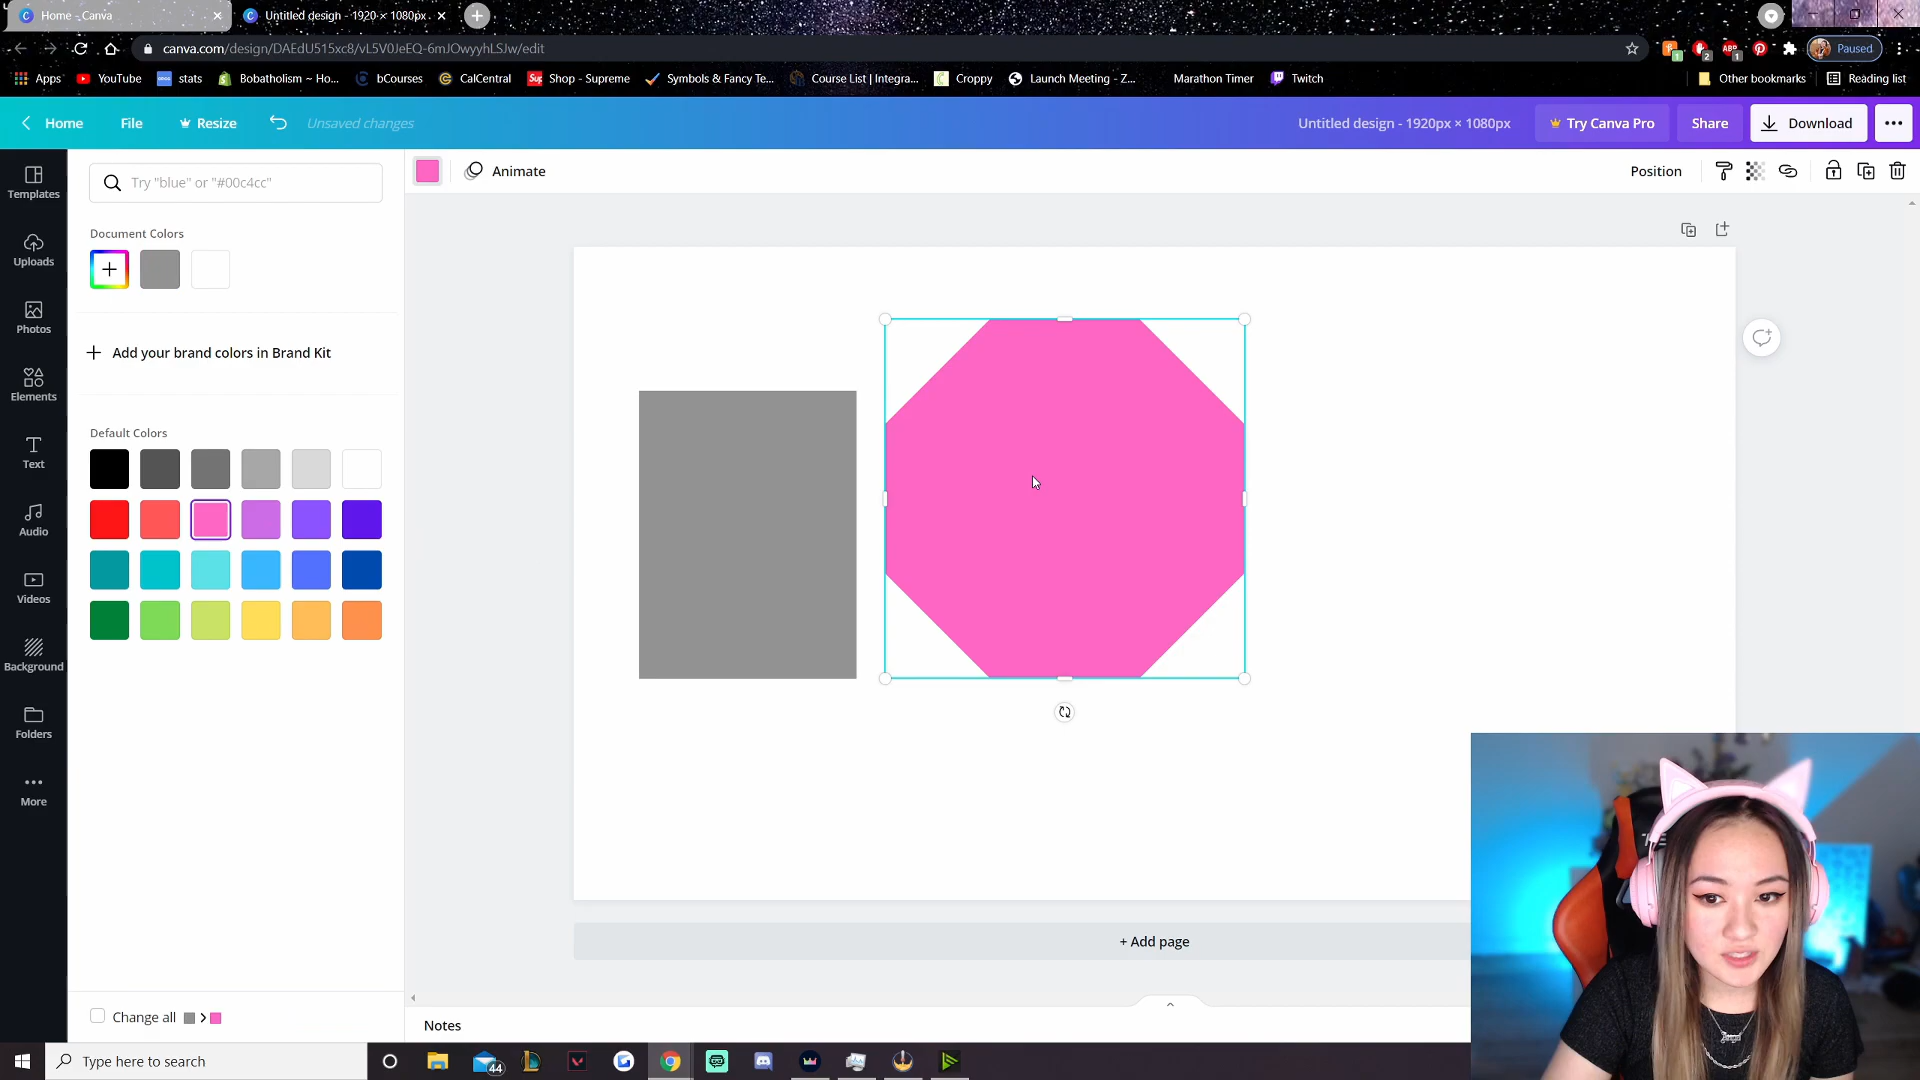 Home - Canva
Untitled design - 1920 × 1080px
canva.com/design/DAEdU515xc8/vL5V0JeEQ-6mJOwyyhLSJw/edit
Paused
Apps YouTube stats Bobatholism ~ Ho... bCourses CalCentral Shop - Supreme Symbols & Fancy Te... Course List | Integra... Croppy Launch Meeting - Z... Marathon Timer Twitch Other bookmarks Reading list
Home File Resize Unsaved changes Untitled design - 1920px × 1080px Try Canva Pro Share Download
Templates
Uploads
Photos
Elements
Text
Audio
Videos
Background
Folders
More
Try "blue" or "#00c4cc"
Animate
Position
Document Colors
Add your brand colors in Brand Kit
Default Colors
Change all
+ Add page
Notes
Type here to search
44